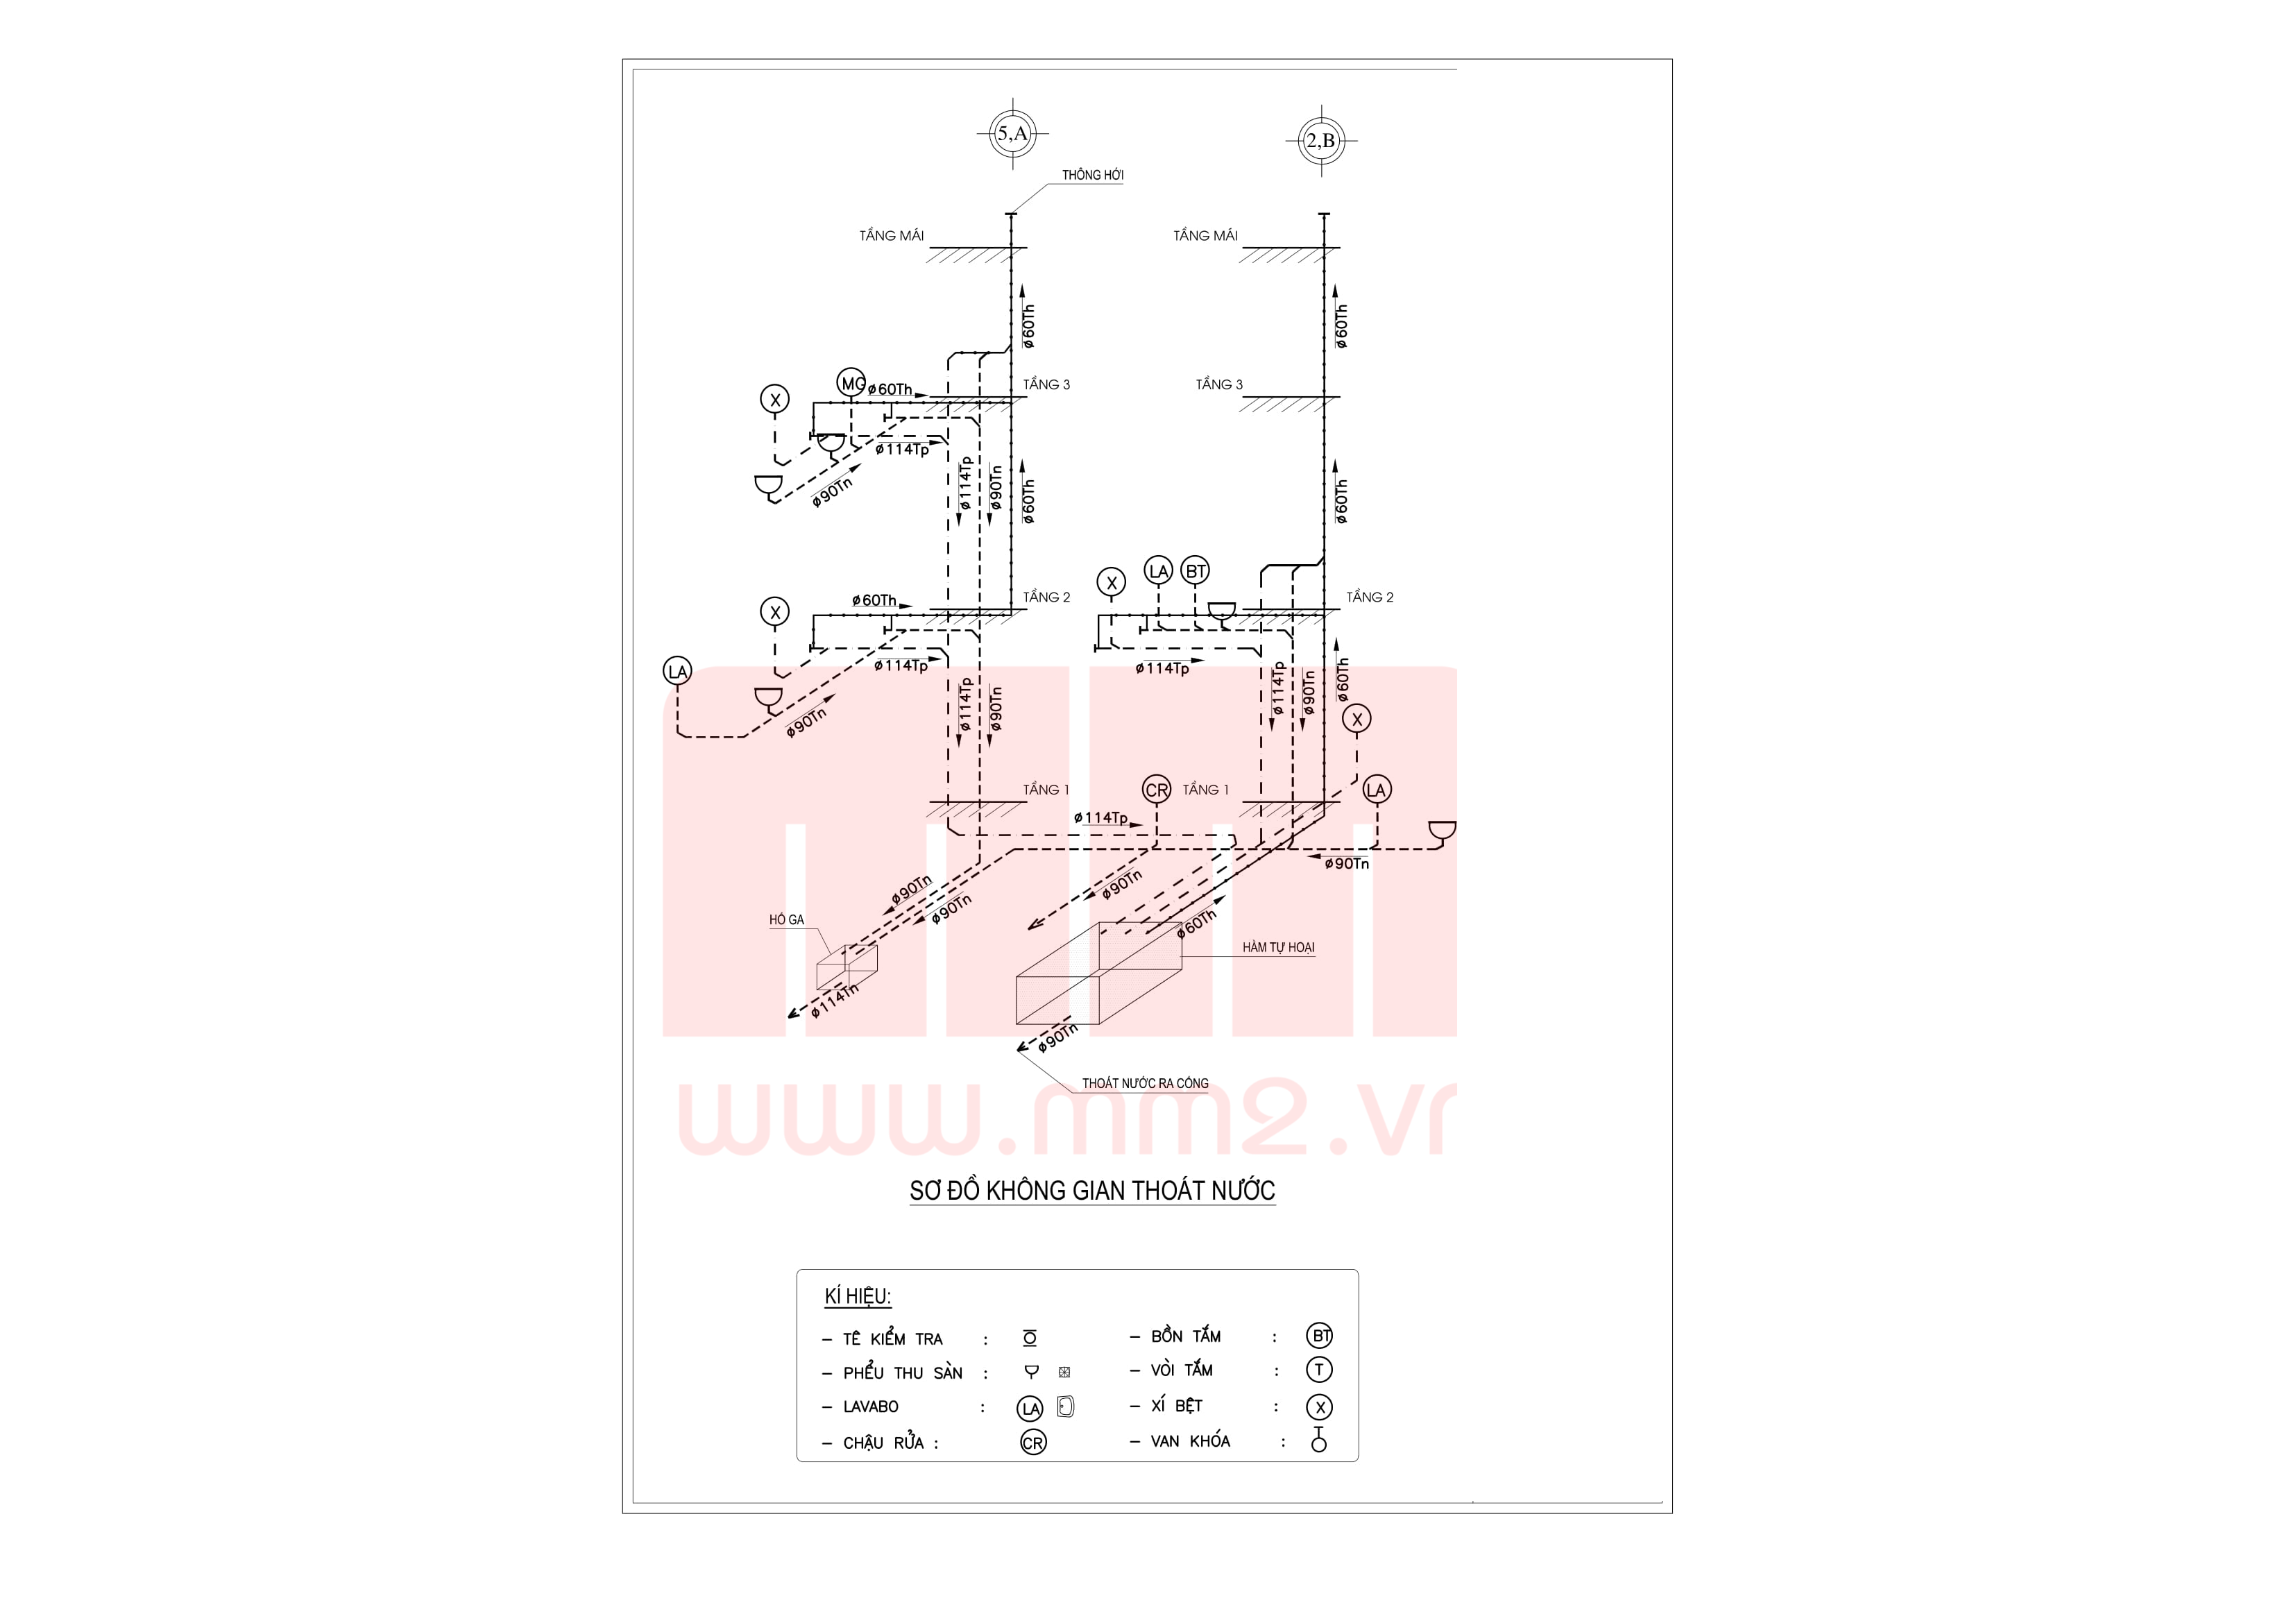 5,A
2,B
THÔNG HỚI
TẦNG MÁI
TẦNG MÁI
ø60Th
ø60Th
MG
ø60Th
TẦNG 3
TẦNG 3
X
ø114Tp
ø90Tn
ø114Tp
ø90Tn
ø60Th
ø60Th
X
LA
BT
ø60Th
TẦNG 2
TẦNG 2
X
LA
ø114Tp
ø114Tp
ø90Tn
ø114Tp
ø90Tn
ø114Tp
ø90Tn
ø60Th
X
TẦNG 1
CR
TẦNG 1
LA
ø114Tp
ø90Tn
ø90Tn
ø90Tn
ø90Tn
HỐ GA
ø60Th
HẦM TỰ HOẠI
ø114Tn
ø90Tn
THOÁT NƯỚC RA CỐNG
www.mm2.vn
SƠ ĐỒ KHÔNG GIAN THOÁT NƯỚC
KÍ HIỆU:
– TÊ KIỂM TRA :
– BỒN TẮM : BT
– PHỄU THU SÀN :
– VÒI TẮM : T
– LAVABO : LA
– XÍ BỆT : X
– CHẬU RỬA : CR
– VAN KHÓA :